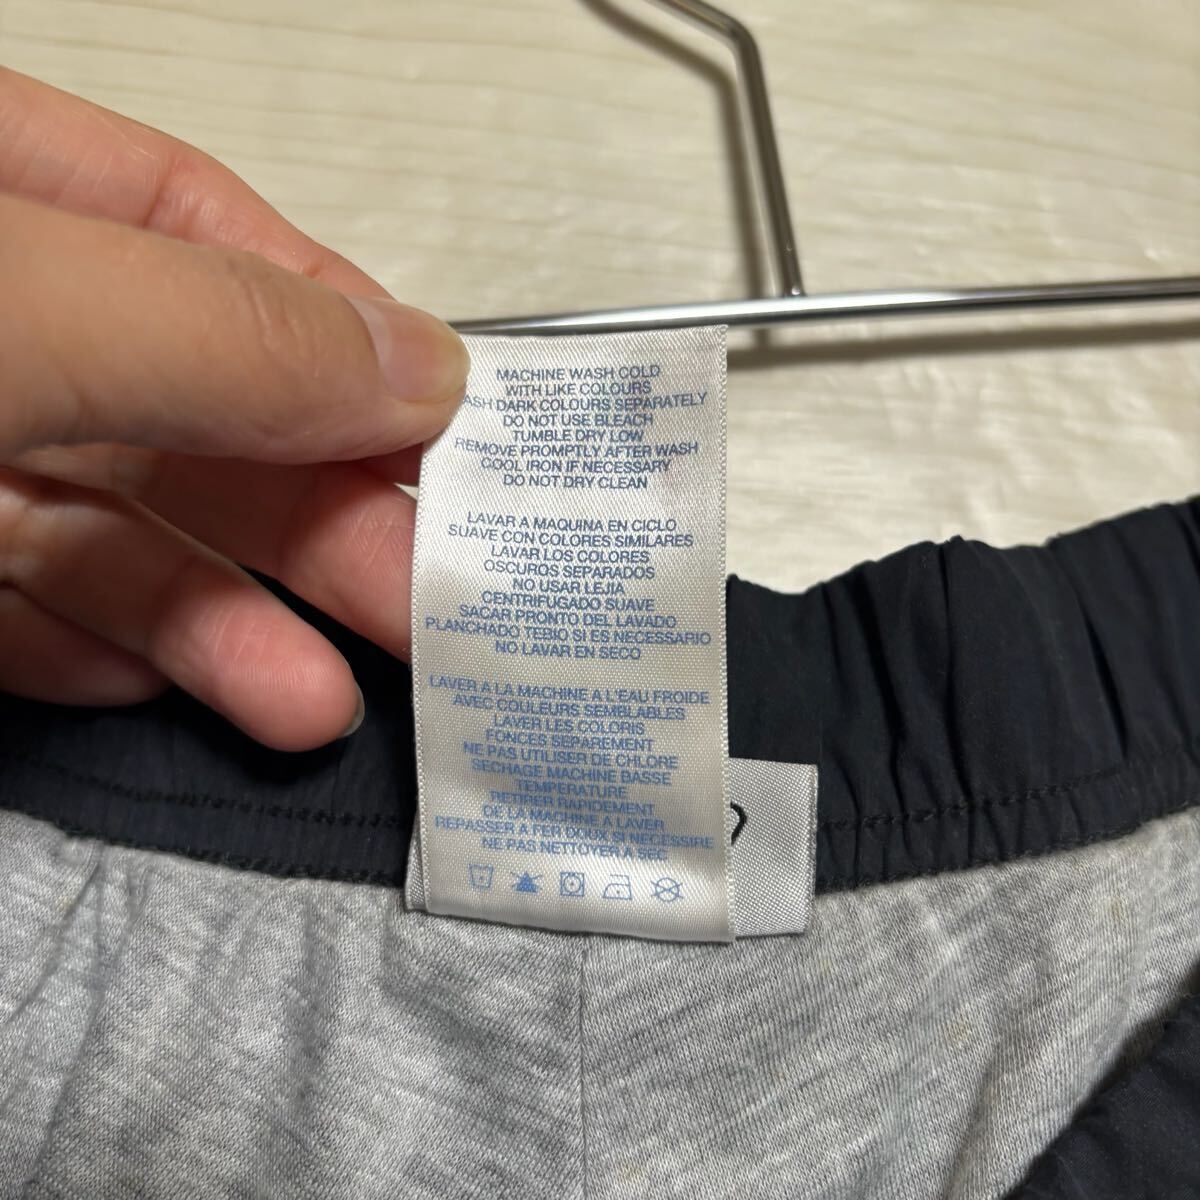 MACHINE WASH COLD
WITH LIKE COLOURS
ASH DARK COLOURS SEPARATELY
DO NOT USE BLEACH
TUMBLE DRY LOW
REMOVE PROMPTLY AFTER WASH
COOL IRON IF NECESSARY
DO NOT DRY CLEAN
LAVAR A MAQUINA EN CICLO
SUAVE CON COLORES SIMILARES
LAVAR LOS COLORES
OSCUROS SEPARADOS
NO USAR LEJIA
CENTRIFUGADO SUAVE
SACAR PRONTO DEL LAVADO
PLANCHADO TEBIO SI ES NECESSARIO
NO LAVAR EN SECO
LAVER A LA MACHINE A L'EAU FROIDE
AVEC COULEURS SEMBLABLES
LAVER LES COLORIS
FONCES SEPAREMENT
NE PAS UTILISER DE CHLORE
SECHAGE MACHINE BASSE
TEMPERATURE
RETIRER RAPIDEMENT
DE LA MACHINE A LAVER
REPASSER A FER DOUX SI NECESSIRE
NE PAS NETTOYER A SEC